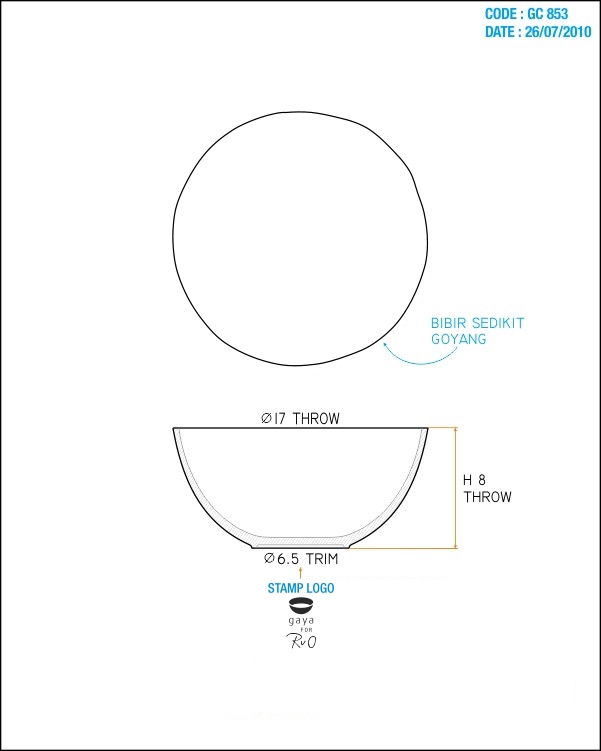 CODE : GC 853
DATE : 26/07/2010
BIBIR SEDIKIT
GOYANG
Ø17 THROW
H 8
THROW
Ø6.5 TRIM
STAMP LOGO
gaya
FOR
RuO